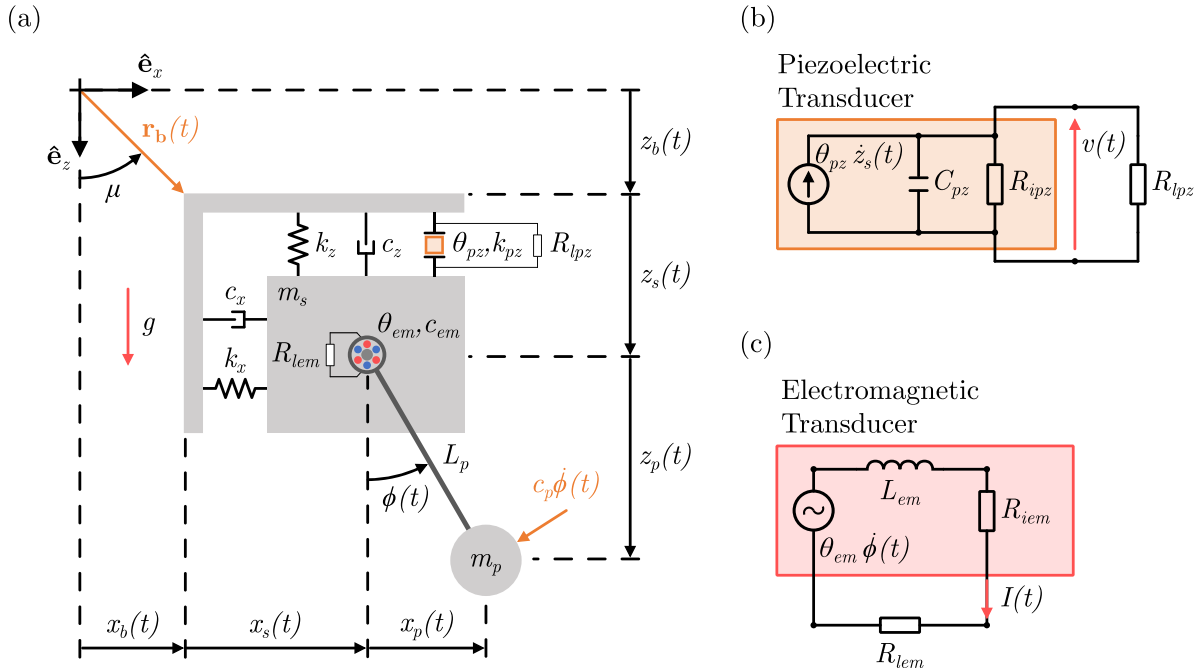 (a)
ê_x
r_b(t)
ê_z
μ
z_b(t)
k_z
c_z
θ_pz,k_pz
R_lpz
z_s(t)
m_s
c_x
g
k_x
θ_em,c_em
R_lem
L_p
z_p(t)
ϕ(t)
c_pϕ̇(t)
m_p
x_b(t)
x_s(t)
x_p(t)
(b)
Piezoelectric
Transducer
θ_pz ż_s(t)
C_pz
R_ipz
v(t)
R_lpz
(c)
Electromagnetic
Transducer
L_em
R_iem
θ_em ϕ̇(t)
I(t)
R_lem